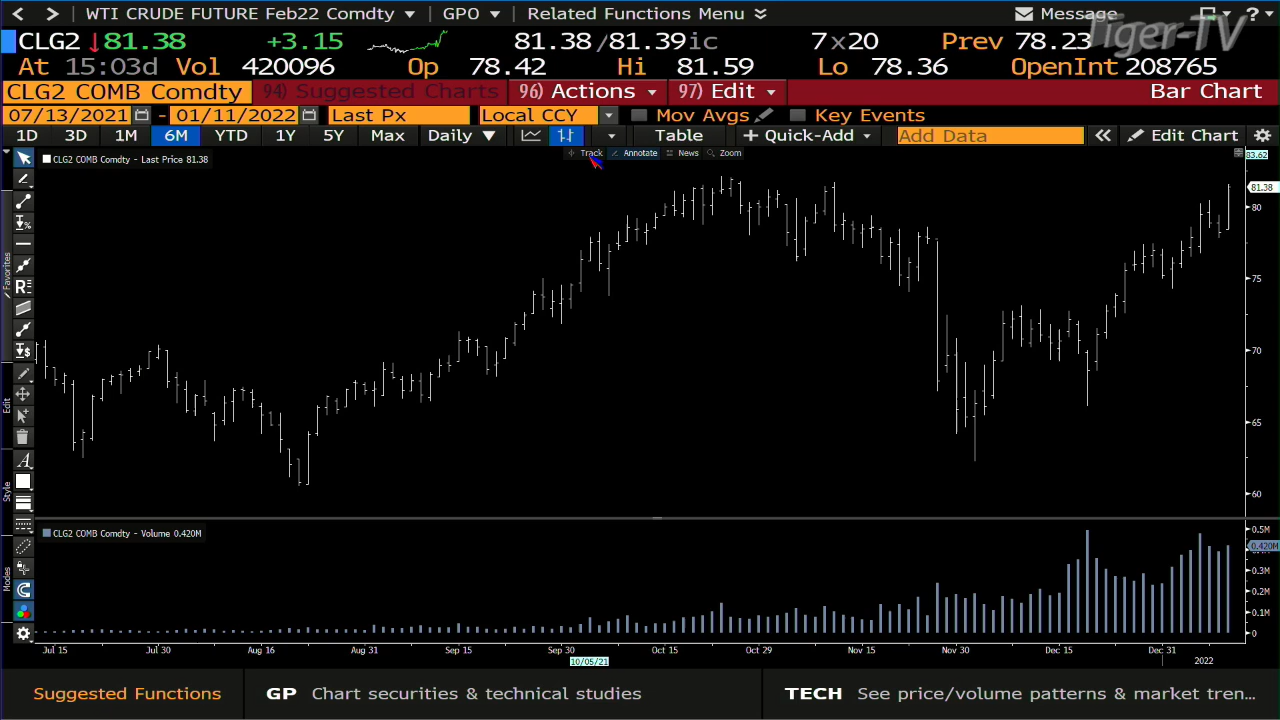 WTI CRUDE FUTURE Feb22 Comdty GPO Related Functions Menu Message ?
Tiger-TV
CLG2 81.38 +3.15 81.38/81.39ic 7x20 Prev 78.23
At 15:03d Vol 420096 Op 78.42 Hi 81.59 Lo 78.36 OpenInt 208765
CLG2 COMB Comdty 94) Suggested Charts 96) Actions 97) Edit Bar Chart
07/13/2021 - 01/11/2022 Last Px Local CCY Mov Avgs Key Events
1D 3D 1M 6M YTD 1Y 5Y Max Daily Table + Quick-Add Add Data Edit Chart
Track Annotate News Zoom
CLG2 COMB Comdty - Last Price 81.38
83.62
81.38
80
75
70
65
60
Favorites
Edit
Style
Modes
CLG2 COMB Comdty - Volume 0.420M
0.5M
0.420M
0.3M
0.2M
0.1M
0
Jul 15 Jul 30 Aug 16 Aug 31 Sep 15 Sep 30 Oct 15 Oct 29 Nov 15 Nov 30 Dec 15 Dec 31
10/05/21 2022
Suggested Functions GP Chart securities & technical studies TECH See price/volume patterns & market tren...